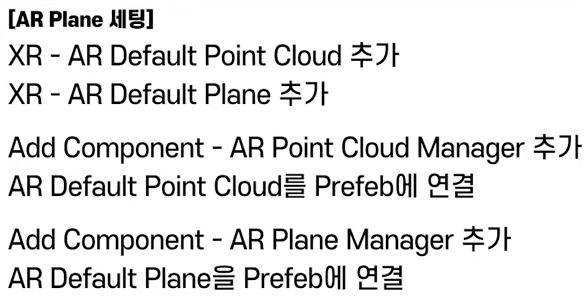 [AR Plane 세팅]
XR - AR Default Point Cloud 추가
XR - AR Default Plane 추가
Add Component - AR Point Cloud Manager 추가
AR Default Point Cloud를 Prefeb에 연결
Add Component - AR Plane Manager 추가
AR Default Plane을 Prefeb에 연결